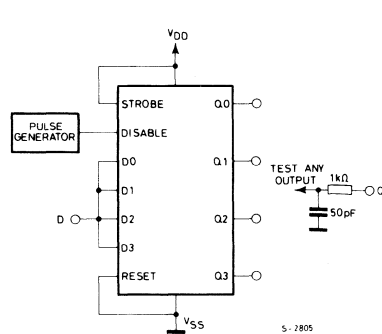 VDD
STROBE
Q0
PULSE
GENERATOR
DISABLE
D0
Q1
TEST ANY
OUTPUT
1kΩ
D1
D
D2
Q2
50pF
D3
RESET
Q3
VSS
S-2805